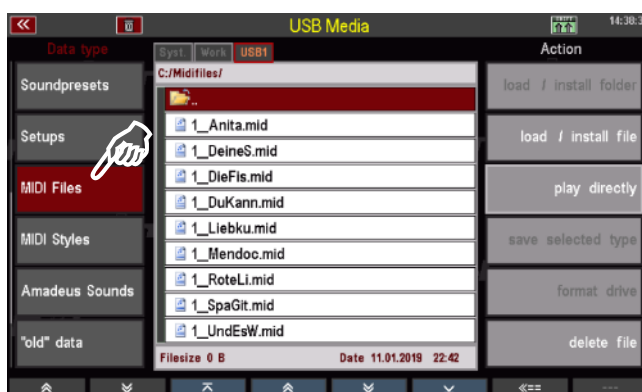 USB Media
14:38:3
Data type
Syst. Work USB1
Action
Soundpresets
Setups
MIDI Files
MIDI Styles
Amadeus Sounds
"old" data
C:/Midifiles/
..
1_Anita.mid
1_DeineS.mid
1_DieFis.mid
1_DuKann.mid
1_Liebku.mid
1_Mendoc.mid
1_RoteLi.mid
1_SpaGit.mid
1_UndEsW.mid
Filesize 0 B Date 11.01.2019 22:42
load / install folder
load / install file
play directly
save selected type
format drive
delete file
«==
---